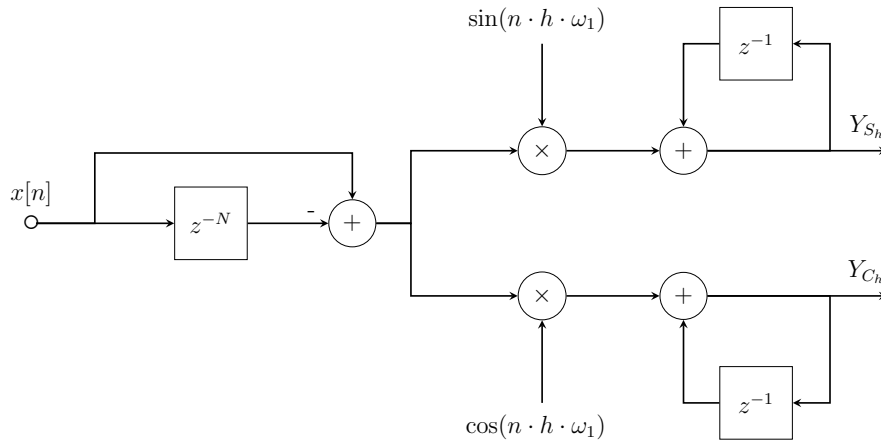 sin(n · h · ω₁)
z⁻¹
Y_{S_h}
×
+
x[n]
z⁻ᴺ
-
+
Y_{C_h}
×
+
z⁻¹
cos(n · h · ω₁)